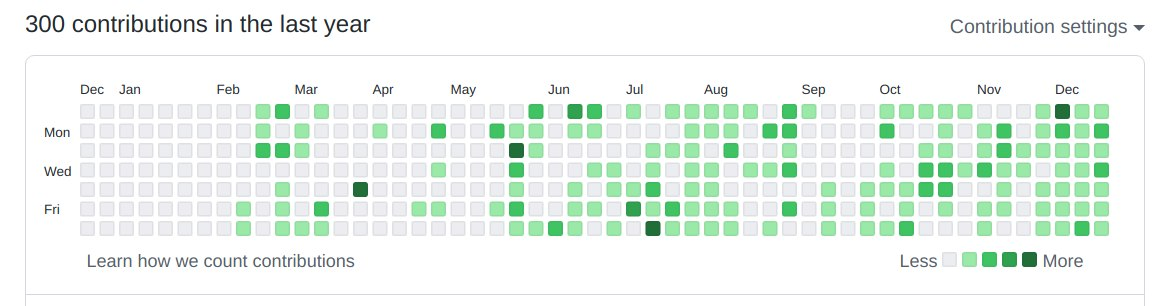 300 contributions in the last year
Contribution settings
Dec Jan Feb Mar Apr May Jun Jul Aug Sep Oct Nov Dec
Mon
Wed
Fri
Learn how we count contributions
Less More